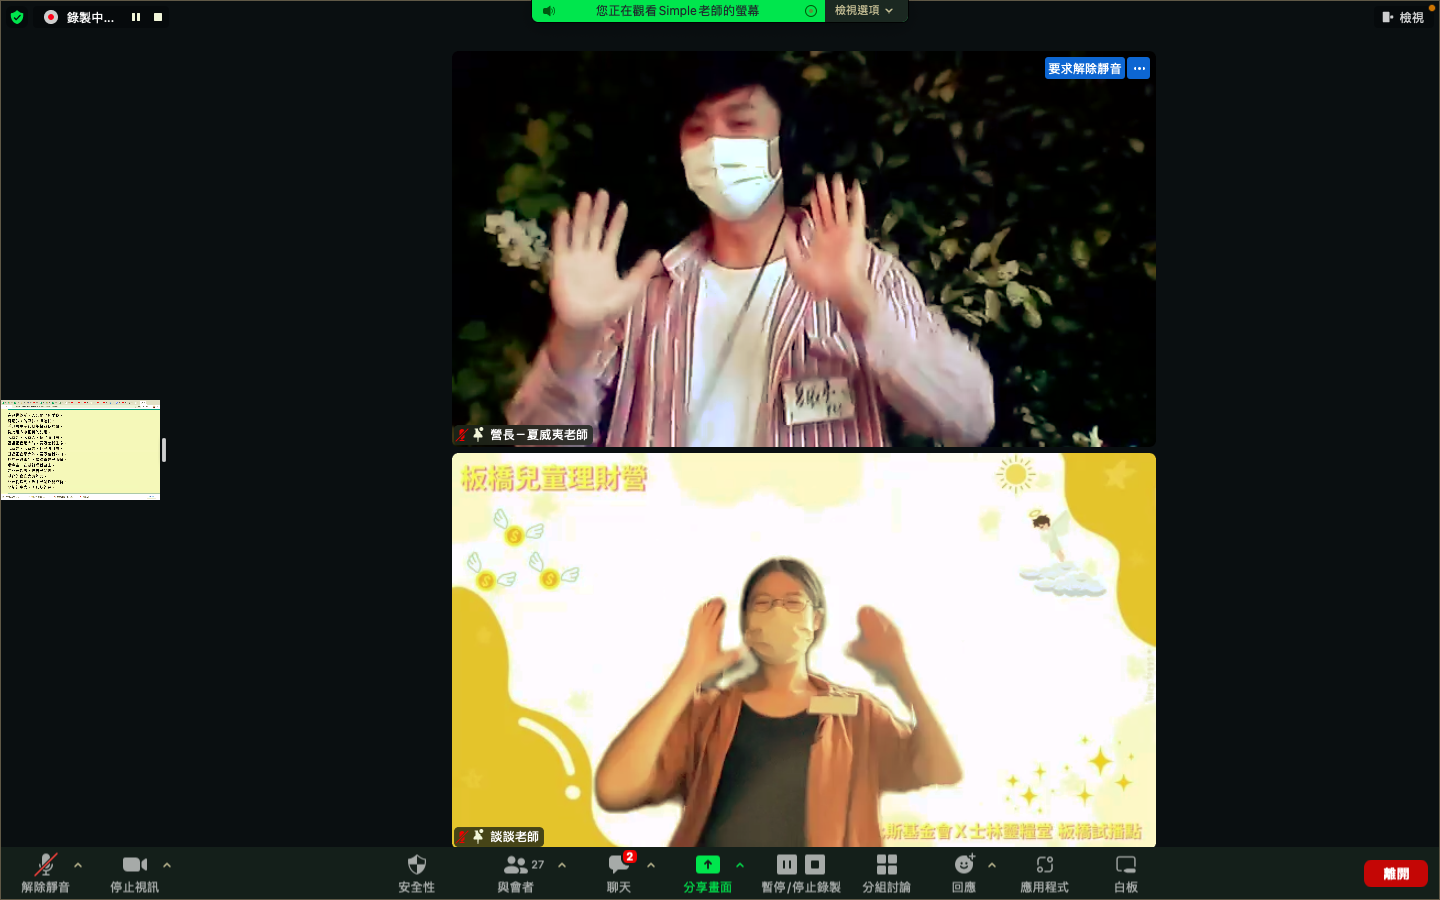 錄製中...
您正在觀看Simple老師的螢幕
檢視選項
檢視
要求解除靜音
營長－夏威夷老師
板橋兒童理財營
斯基金會 X 士林靈糧堂 板橋試播點
談談老師
解除靜音
停止視訊
安全性
27
與會者
2
聊天
分享畫面
暫停/停止錄製
分組討論
回應
應用程式
白板
離開